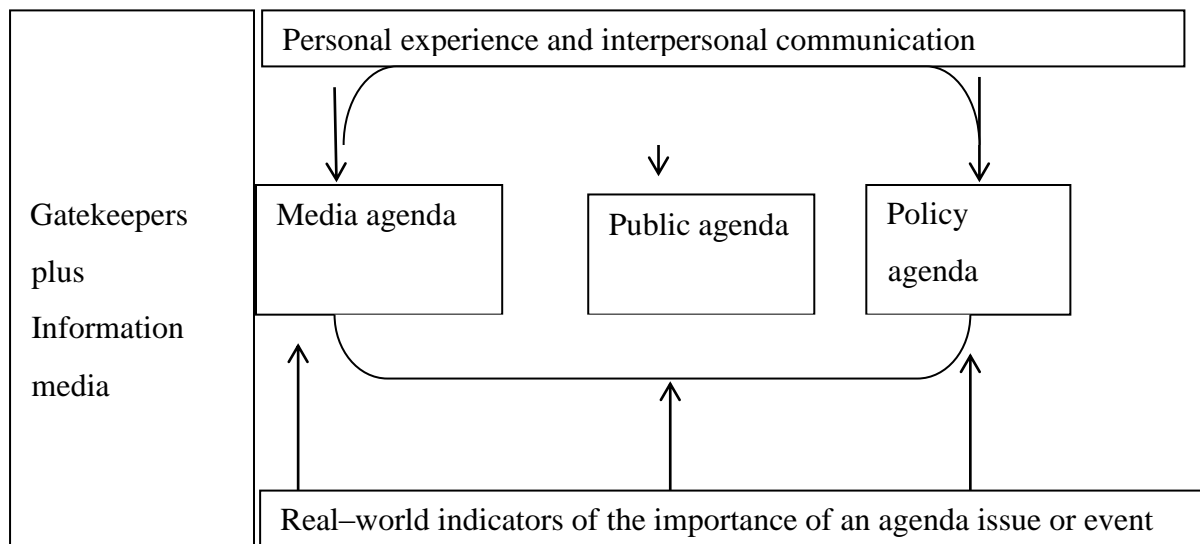 Personal experience and interpersonal communication
Gatekeepers
plus
Information
media
Media agenda
Public agenda
Policy
agenda
Real–world indicators of the importance of an agenda issue or event